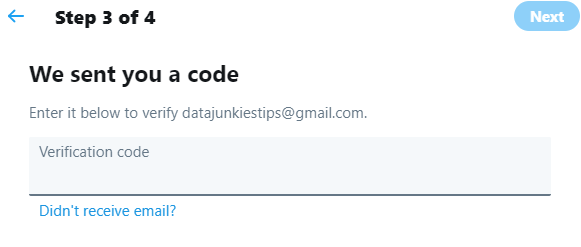 Step 3 of 4
Next
We sent you a code
Enter it below to verify datajunkiestips@gmail.com.
Verification code
Didn't receive email?